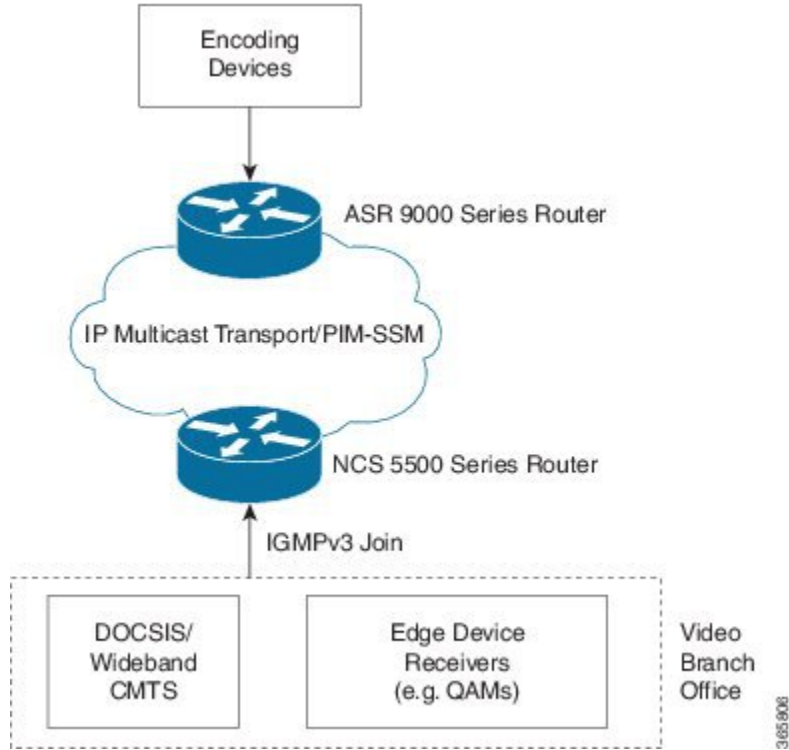 Encoding
Devices
ASR 9000 Series Router
IP Multicast Transport/PIM-SSM
NCS 5500 Series Router
IGMPv3 Join
DOCSIS/
Wideband
CMTS
Edge Device
Receivers
(e.g. QAMs)
Video
Branch
Office
365806